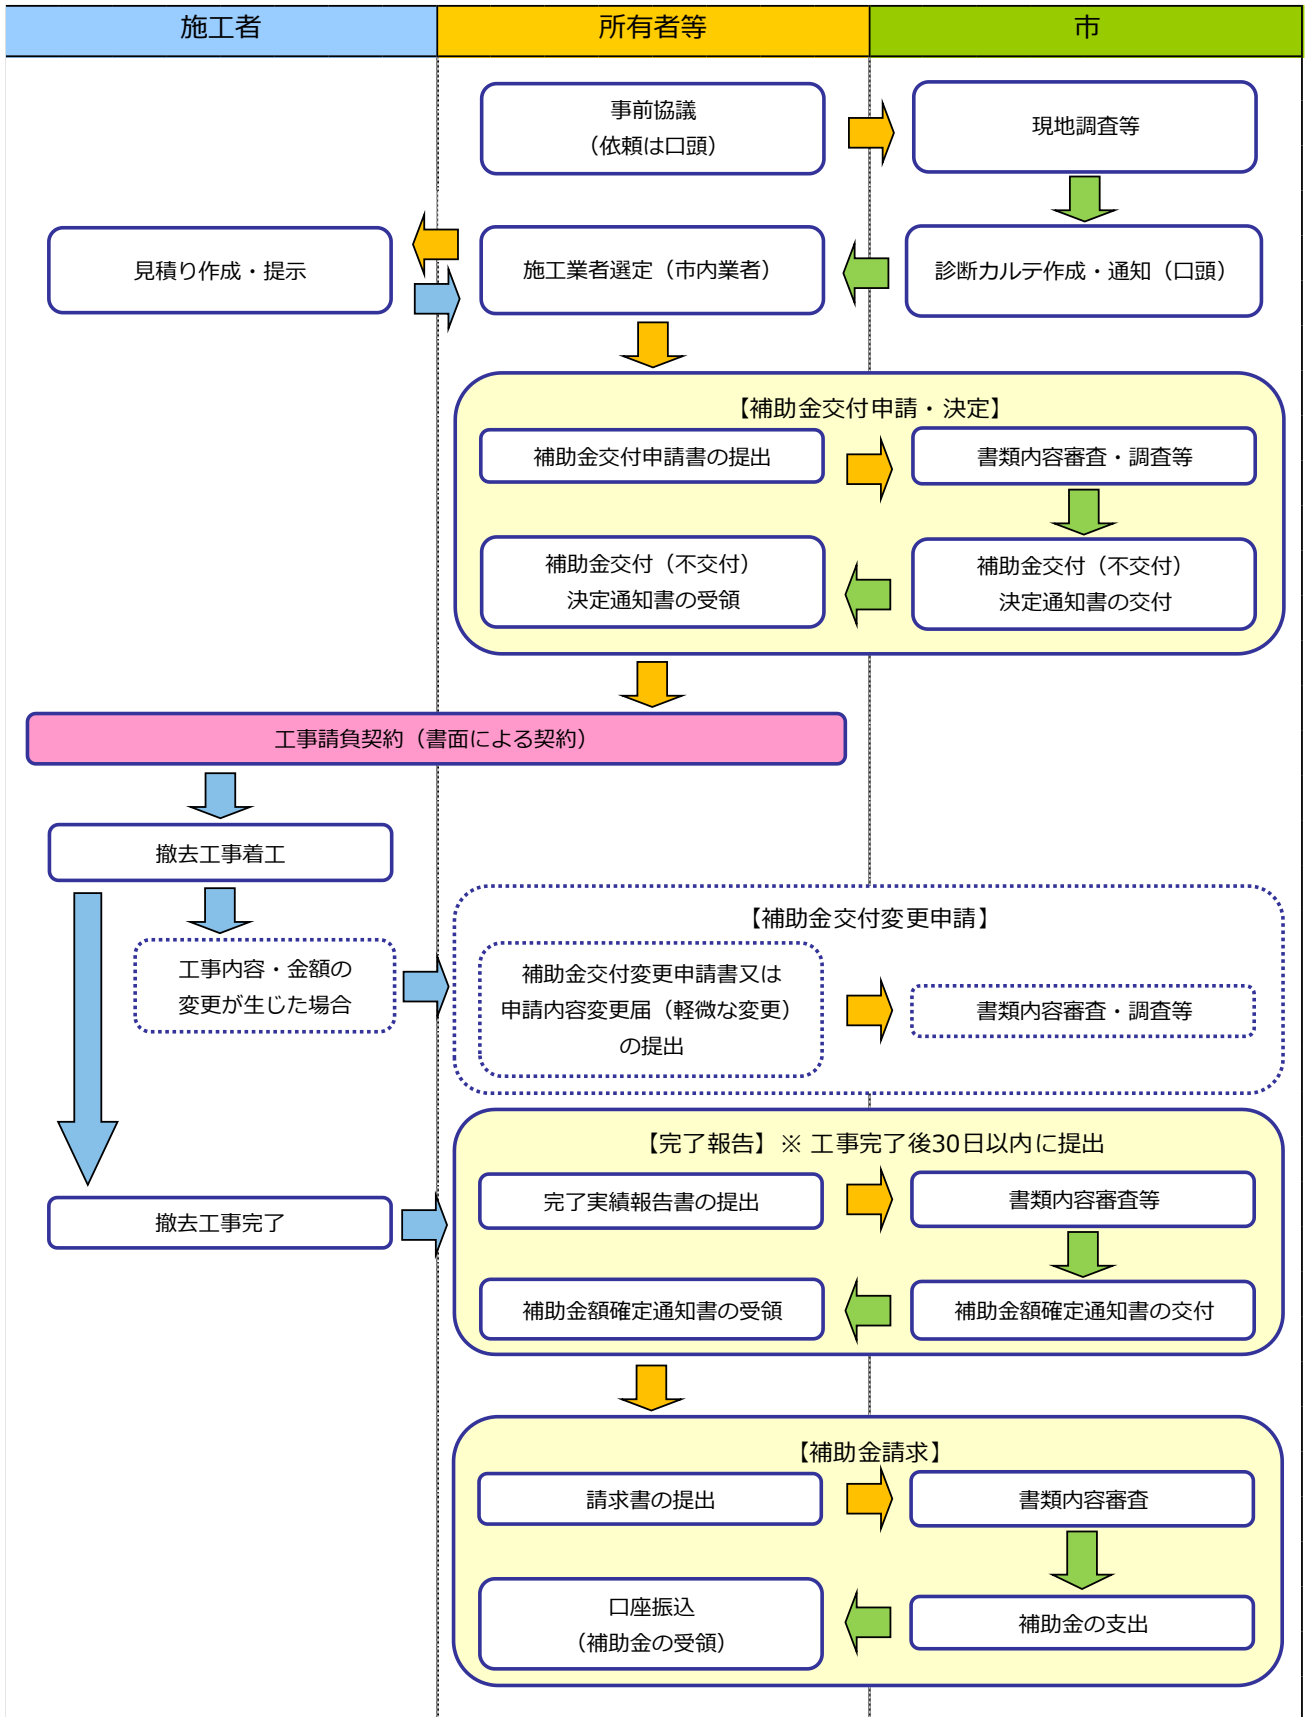 施工者
所有者等
市
事前協議
（依頼は口頭）
現地調査等
見積り作成・提示
施工業者選定（市内業者）
診断カルテ作成・通知（口頭）
【補助金交付申請・決定】
補助金交付申請書の提出
書類内容審査・調査等
補助金交付（不交付）
決定通知書の受領
補助金交付（不交付）
決定通知書の交付
工事請負契約（書面による契約）
撤去工事着工
【補助金交付変更申請】
工事内容・金額の
変更が生じた場合
補助金交付変更申請書又は
申請内容変更届（軽微な変更）
の提出
書類内容審査・調査等
【完了報告】※ 工事完了後30日以内に提出
完了実績報告書の提出
書類内容審査等
撤去工事完了
補助金額確定通知書の受領
補助金額確定通知書の交付
【補助金請求】
請求書の提出
書類内容審査
口座振込
（補助金の受領）
補助金の支出